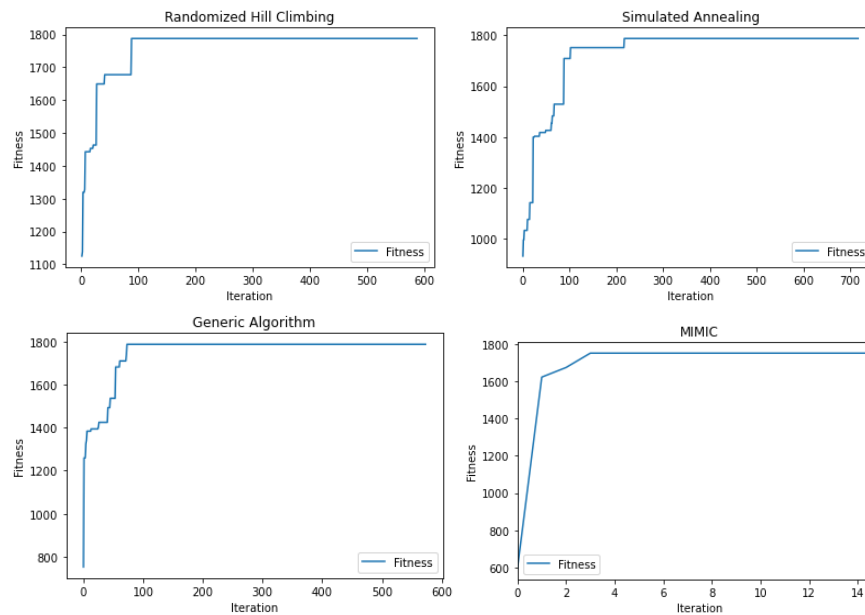 Randomized Hill Climbing
1800
1700
1600
1500
1400
1300
1200
1100
Fitness
Fitness
0 100 200 300 400 500 600
Iteration
Simulated Annealing
1800
1600
1400
1200
1000
Fitness
Fitness
0 100 200 300 400 500 600 700
Iteration
Generic Algorithm
1800
1600
1400
1200
1000
800
Fitness
Fitness
0 100 200 300 400 500 600
Iteration
MIMIC
1800
1600
1400
1200
1000
800
600
Fitness
Fitness
0 2 4 6 8 10 12 14
Iteration